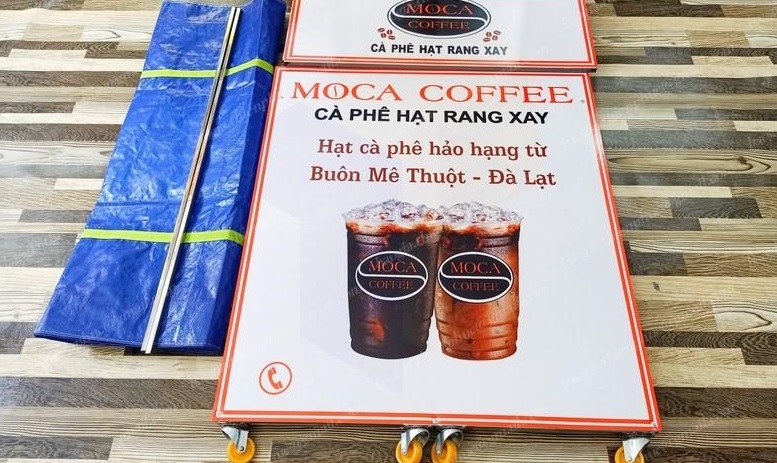 MOCA
COFFEE
CÀ PHÊ HẠT RANG XAY
MOCA COFFEE
CÀ PHÊ HẠT RANG XAY
Hạt cà phê hảo hạng từ
Buôn Mê Thuột - Đà Lạt
MOCA
COFFEE
MOCA
COFFEE